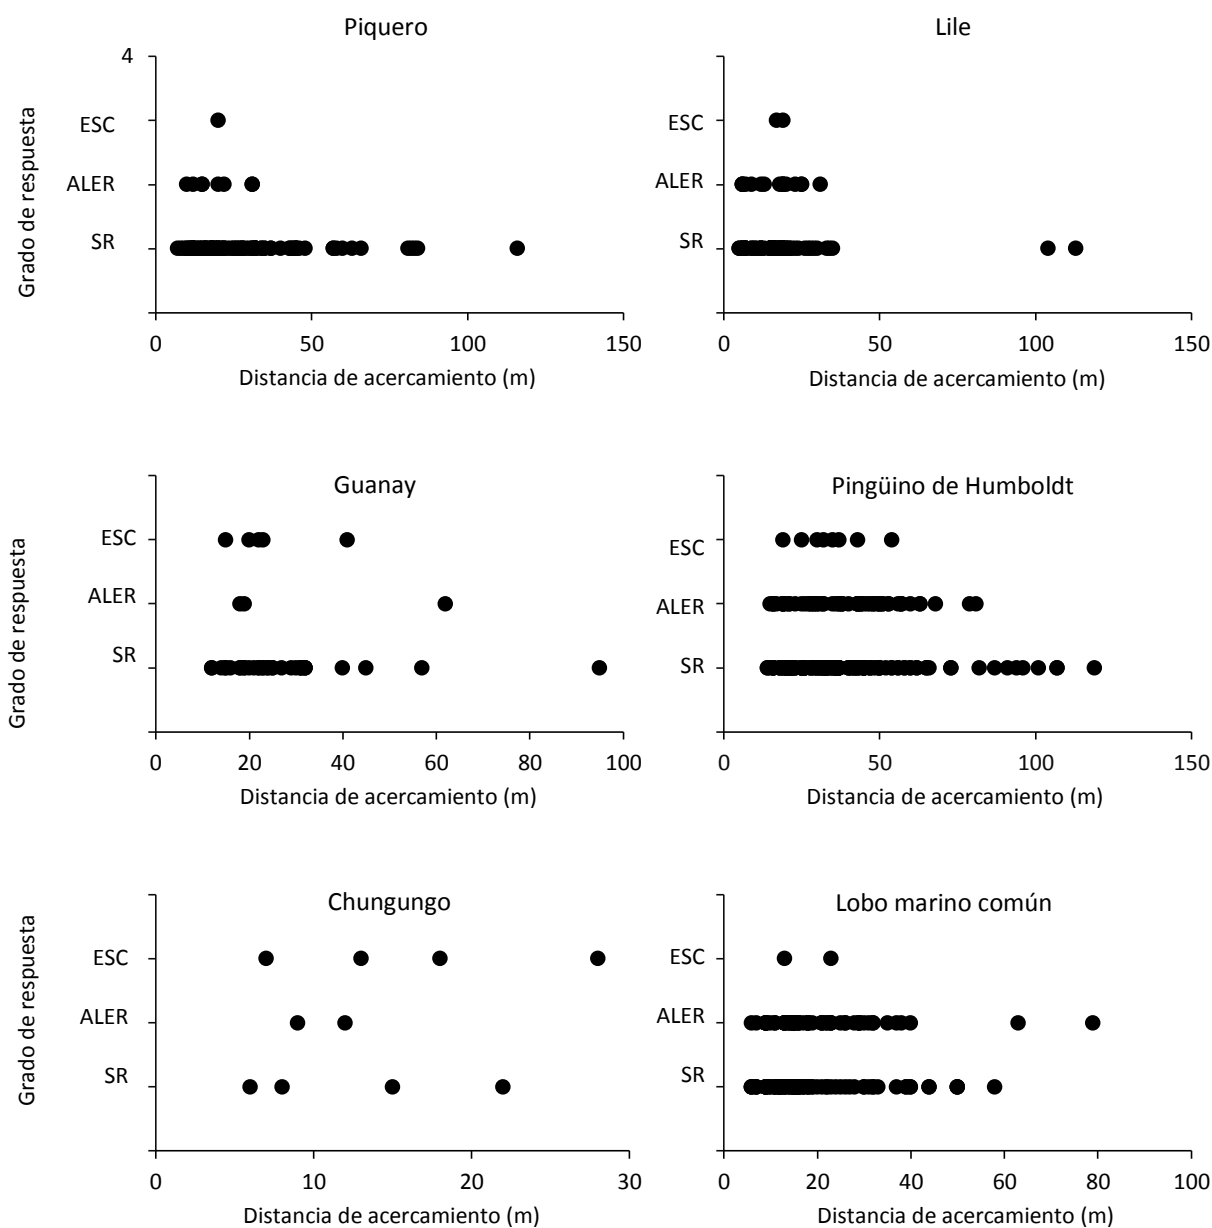 Piquero
Lile
4
ESC
ALER
SR
Grado de respuesta
0 50 100 150
Distancia de acercamiento (m)
ESC
ALER
SR
0 50 100 150
Distancia de acercamiento (m)
Guanay
Pingüino de Humboldt
ESC
ALER
SR
Grado de respuesta
0 20 40 60 80 100
Distancia de acercamiento (m)
ESC
ALER
SR
0 50 100 150
Distancia de acercamiento (m)
Chungungo
Lobo marino común
ESC
ALER
SR
Grado de respuesta
0 10 20 30
Distancia de acercamiento (m)
ESC
ALER
SR
0 20 40 60 80 100
Distancia de acercamiento (m)